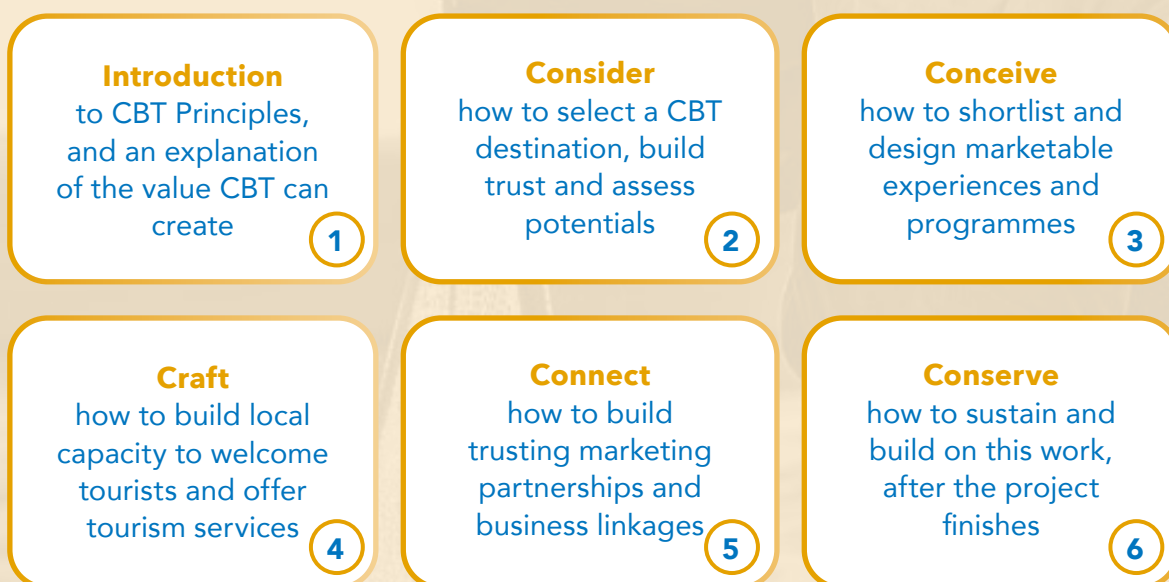 Introduction
to CBT Principles,
and an explanation
of the value CBT can
create
1
Consider
how to select a CBT
destination, build
trust and assess
potentials
2
Conceive
how to shortlist and
design marketable
experiences and
programmes
3
Craft
how to build local
capacity to welcome
tourists and offer
tourism services
4
Connect
how to build
trusting marketing
partnerships and
business linkages
5
Conserve
how to sustain and
build on this work,
after the project
finishes
6